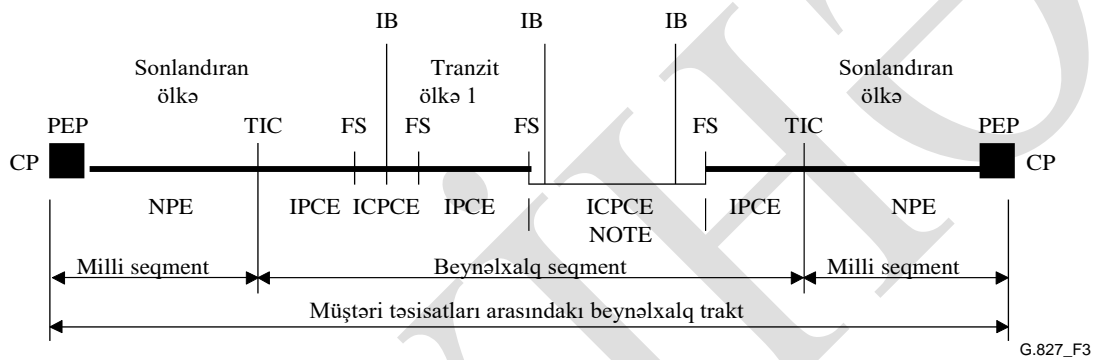 IB IB IB
Sonlandıran ölkə
Tranzit ölkə 1
Sonlandıran ölkə
PEP TIC FS FS FS FS TIC PEP
CP CP
NPE IPCE ICPCE IPCE ICPCE NOTE IPCE NPE
Milli seqment Beynəlxalq seqment Milli seqment
Müştəri təsisatları arasındakı beynəlxalq trakt
G.827_F3